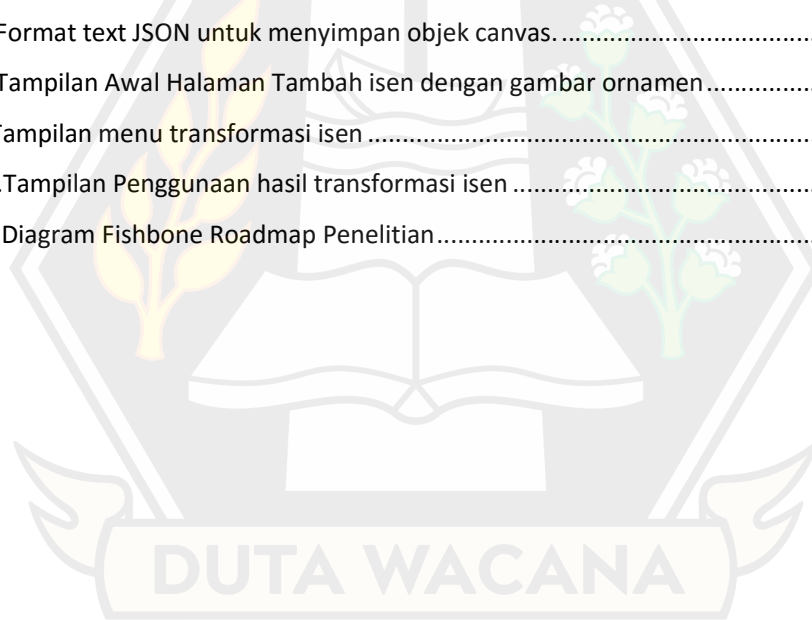 Format text JSON untuk menyimpan objek canvas. ...............................
Tampilan Awal Halaman Tambah isen dengan gambar ornamen ................
Tampilan menu transformasi isen ...............................................................
.Tampilan Penggunaan hasil transformasi isen ...........................................
Diagram Fishbone Roadmap Penelitian ......................................................
DUTA WACANA